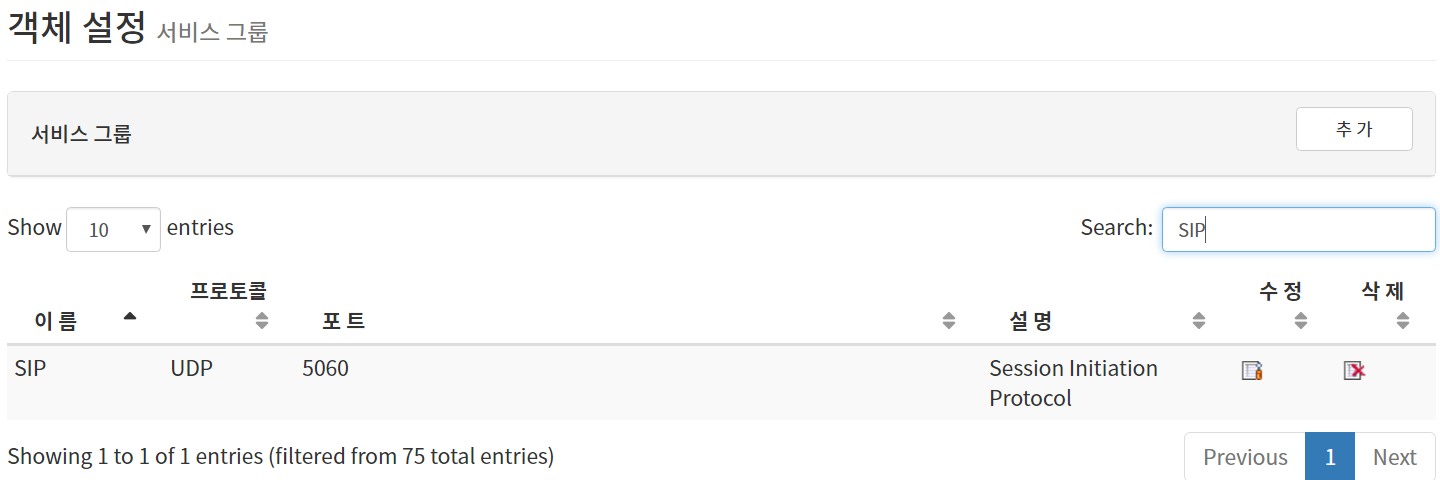 객체 설정 서비스 그룹
서비스 그룹 추 가
Show 10 entries Search: SIP
이 름 프로토콜 포 트 설 명 수 정 삭 제
SIP UDP 5060 Session Initiation
Protocol
Showing 1 to 1 of 1 entries (filtered from 75 total entries) Previous 1 Next